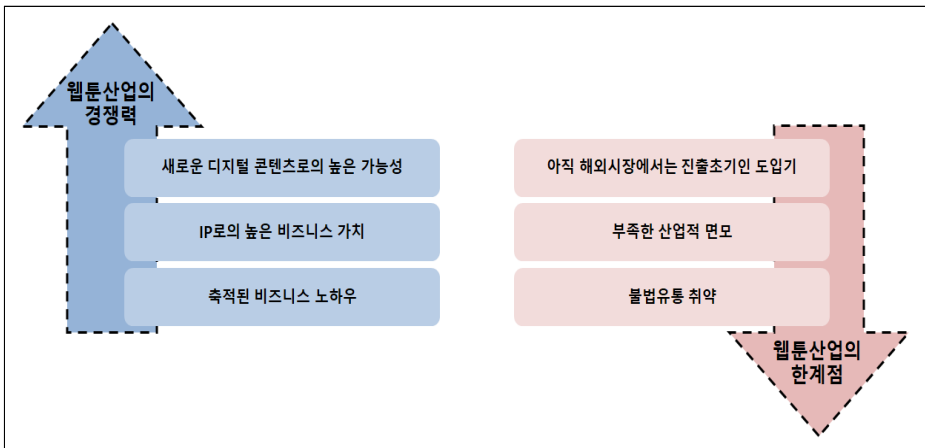 웹툰산업의
경쟁력
새로운 디지털 콘텐츠로의 높은 가능성
IP로의 높은 비즈니스 가치
축적된 비즈니스 노하우
아직 해외시장에서는 진출초기인 도입기
부족한 산업적 면모
불법유통 취약
웹툰산업의
한계점